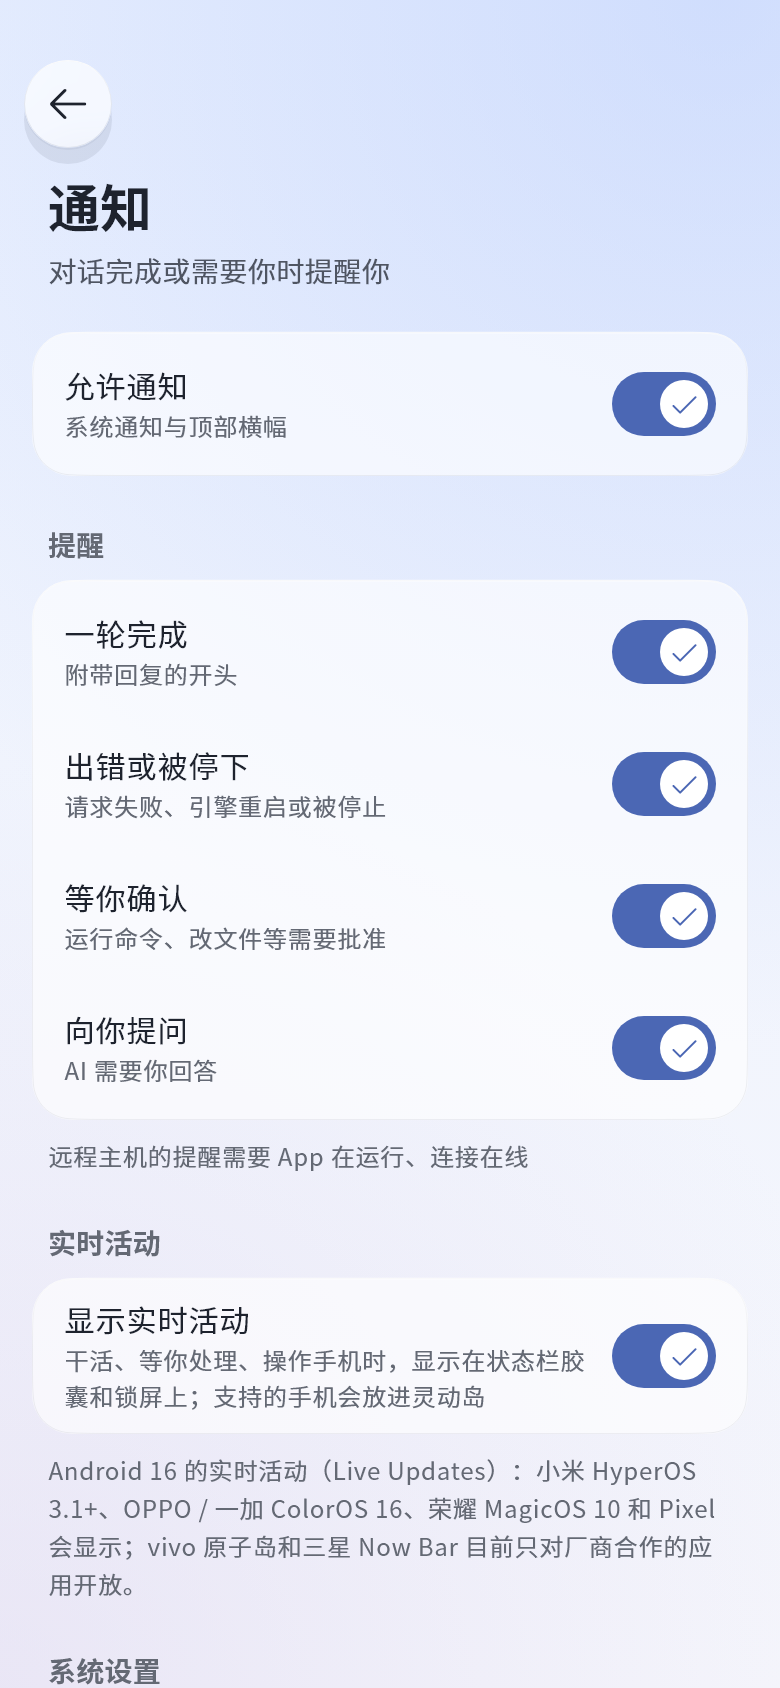 通知
对话完成或需要你时提醒你
允许通知
系统通知与顶部横幅
提醒
一轮完成
附带回复的开头
出错或被停下
请求失败、引擎重启或被停止
等你确认
运行命令、改文件等需要批准
向你提问
AI 需要你回答
远程主机的提醒需要 App 在运行、连接在线
实时活动
显示实时活动
干活、等你处理、操作手机时，显示在状态栏胶
囊和锁屏上；支持的手机会放进灵动岛
Android 16 的实时活动（Live Updates）：小米 HyperOS
3.1+、OPPO / 一加 ColorOS 16、荣耀 MagicOS 10 和 Pixel
会显示；vivo 原子岛和三星 Now Bar 目前只对厂商合作的应
用开放。
系统设置